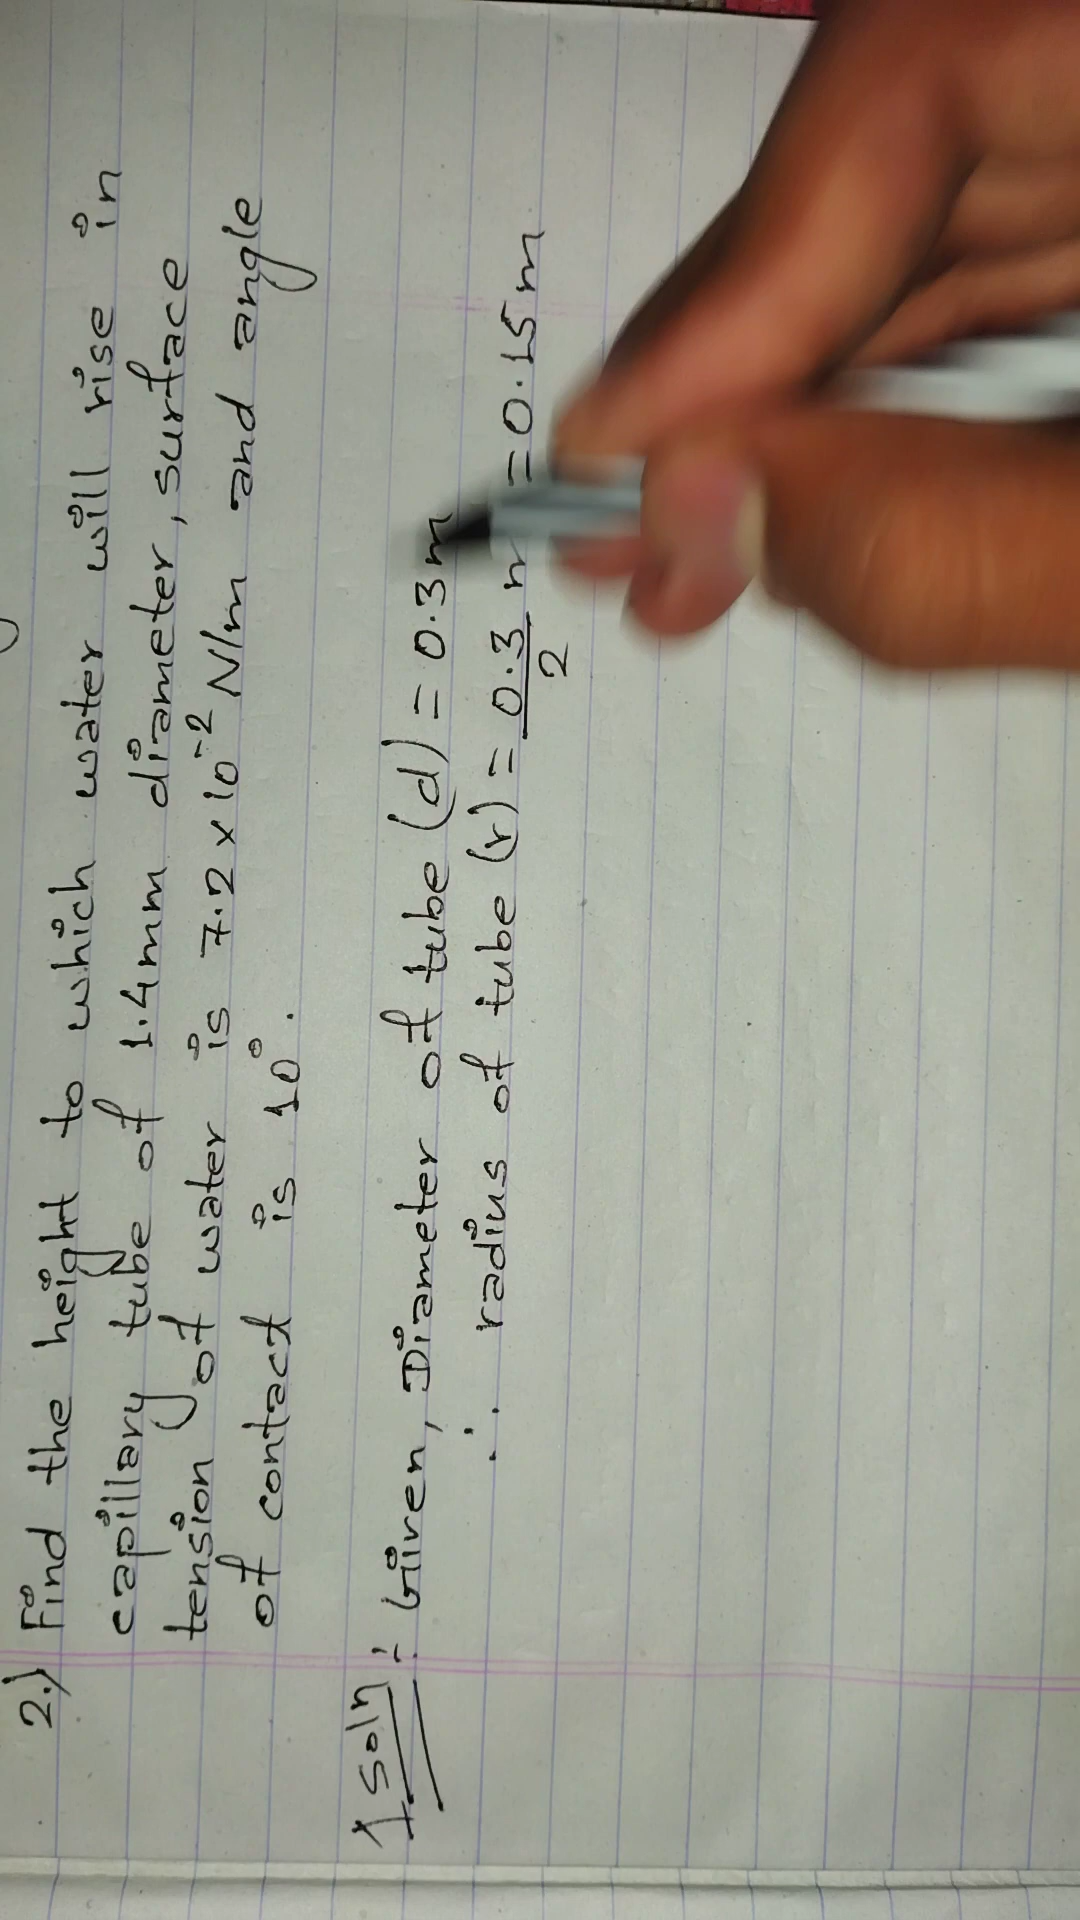 2.) Find the height to which water will rise in
capillary tube of 1.4mm diameter, surface
tension of water is 7.2 x 10⁻² N/m and angle
of contact is 10°.
1 soln :- Given, Diameter of tube (d) = 0.3m
∴ radius of tube (r) = 0.3/2 m = 0.15m